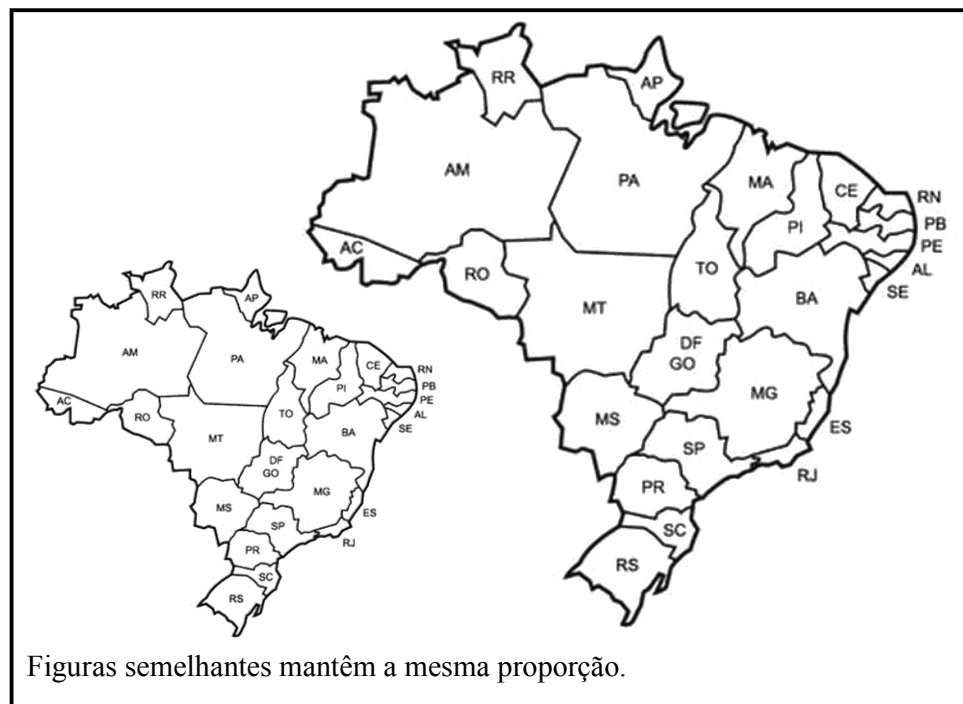 RR
AP
AM
PA
MA
CE
RN
PB
PE
AL
SE
PI
AC
RO
TO
MT
BA
DF
GO
MG
MS
ES
SP
RJ
PR
SC
RS
RR
AP
AM
PA
MA
CE
RN
PB
PE
AL
SE
PI
AC
RO
TO
MT
BA
DF
GO
MG
MS
ES
SP
RJ
PR
SC
RS
Figuras semelhantes mantêm a mesma proporção.